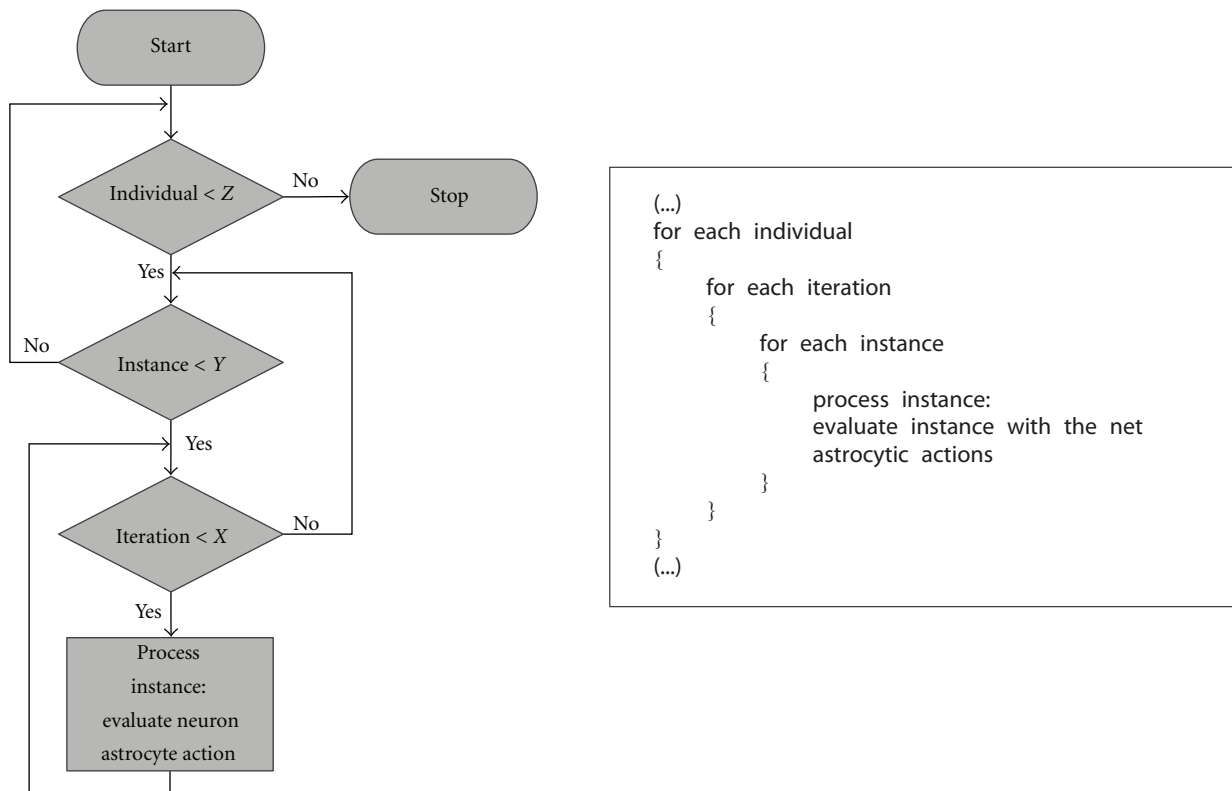 Start
Individual < Z
No
Stop
Yes
No
Instance < Y
Yes
Iteration < X
No
Yes
Process
instance:
evaluate neuron
astrocyte action
(...)
for each individual
{
for each iteration
{
for each instance
{
process instance:
evaluate instance with the net
astrocytic actions
}
}
}
(...)